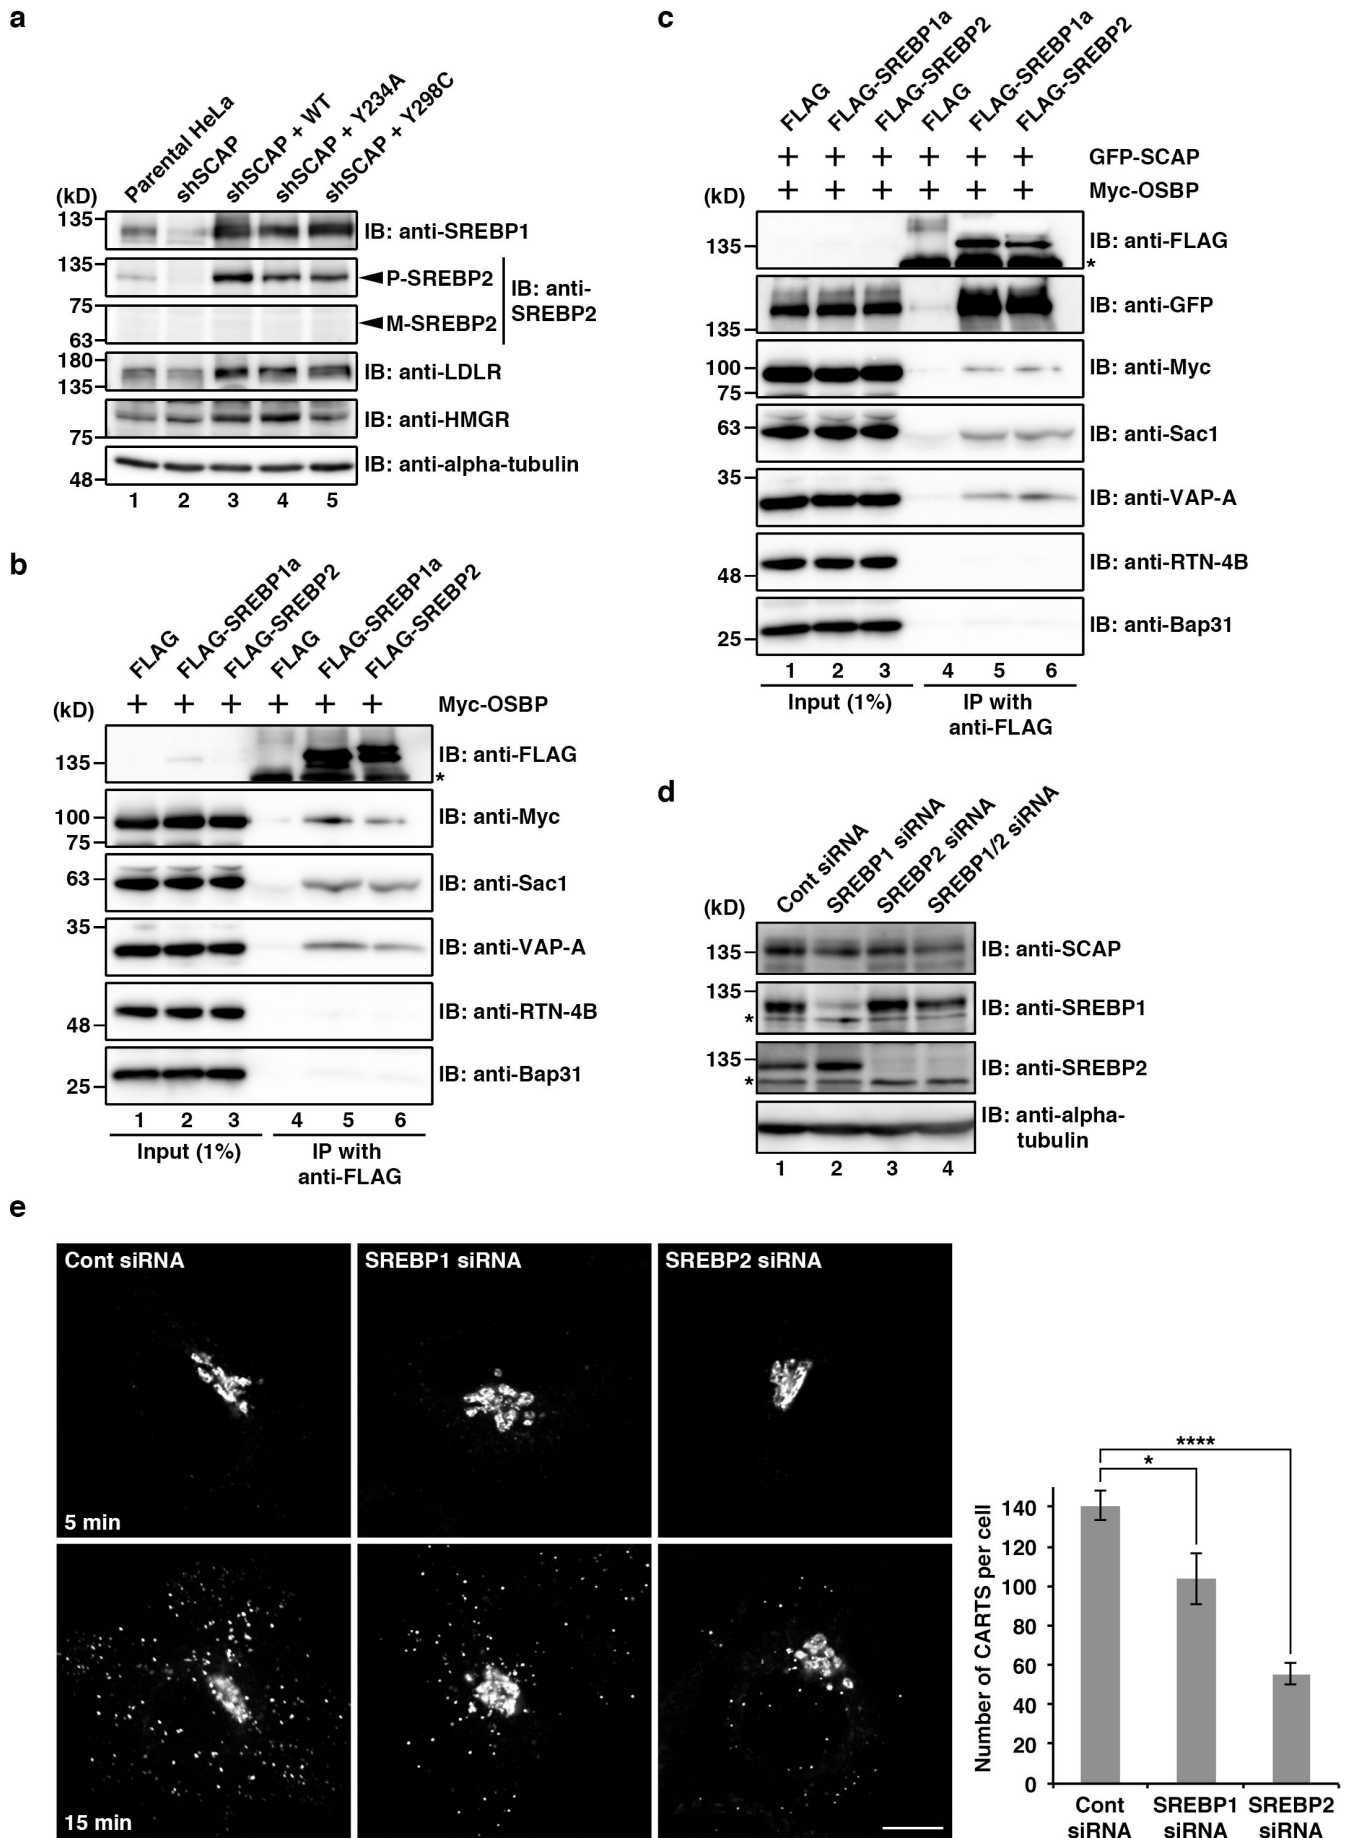 a
Parental HeLa
shSCAP
shSCAP + WT
shSCAP + Y234A
shSCAP + Y298C
(kD)
135
IB: anti-SREBP1
135
P-SREBP2
75
M-SREBP2
63
IB: anti-
SREBP2
180
135
IB: anti-LDLR
IB: anti-HMGR
75
IB: anti-alpha-tubulin
48
1 2 3 4 5
b
FLAG
FLAG-SREBP1a
FLAG-SREBP2
FLAG
FLAG-SREBP1a
FLAG-SREBP2
(kD)
+ + + + + + Myc-OSBP
135
IB: anti-FLAG
*
100
75
IB: anti-Myc
63
IB: anti-Sac1
35
IB: anti-VAP-A
48
IB: anti-RTN-4B
25
IB: anti-Bap31
1 2 3 4 5 6
Input (1%)
IP with
anti-FLAG
c
FLAG
FLAG-SREBP1a
FLAG-SREBP2
FLAG
FLAG-SREBP1a
FLAG-SREBP2
+ + + + + + GFP-SCAP
(kD)
+ + + + + + Myc-OSBP
135
IB: anti-FLAG
*
IB: anti-GFP
135
100
75
IB: anti-Myc
63
IB: anti-Sac1
35
IB: anti-VAP-A
48
IB: anti-RTN-4B
25
IB: anti-Bap31
1 2 3 4 5 6
Input (1%)
IP with
anti-FLAG
d
Cont siRNA
SREBP1 siRNA
SREBP2 siRNA
SREBP1/2 siRNA
(kD)
135
IB: anti-SCAP
135
IB: anti-SREBP1
*
135
IB: anti-SREBP2
*
IB: anti-alpha-
tubulin
1 2 3 4
e
Cont siRNA
SREBP1 siRNA
SREBP2 siRNA
5 min
15 min
****
*
Number of CARTS per cell
140
120
100
80
60
40
20
0
Cont
siRNA
SREBP1
siRNA
SREBP2
siRNA